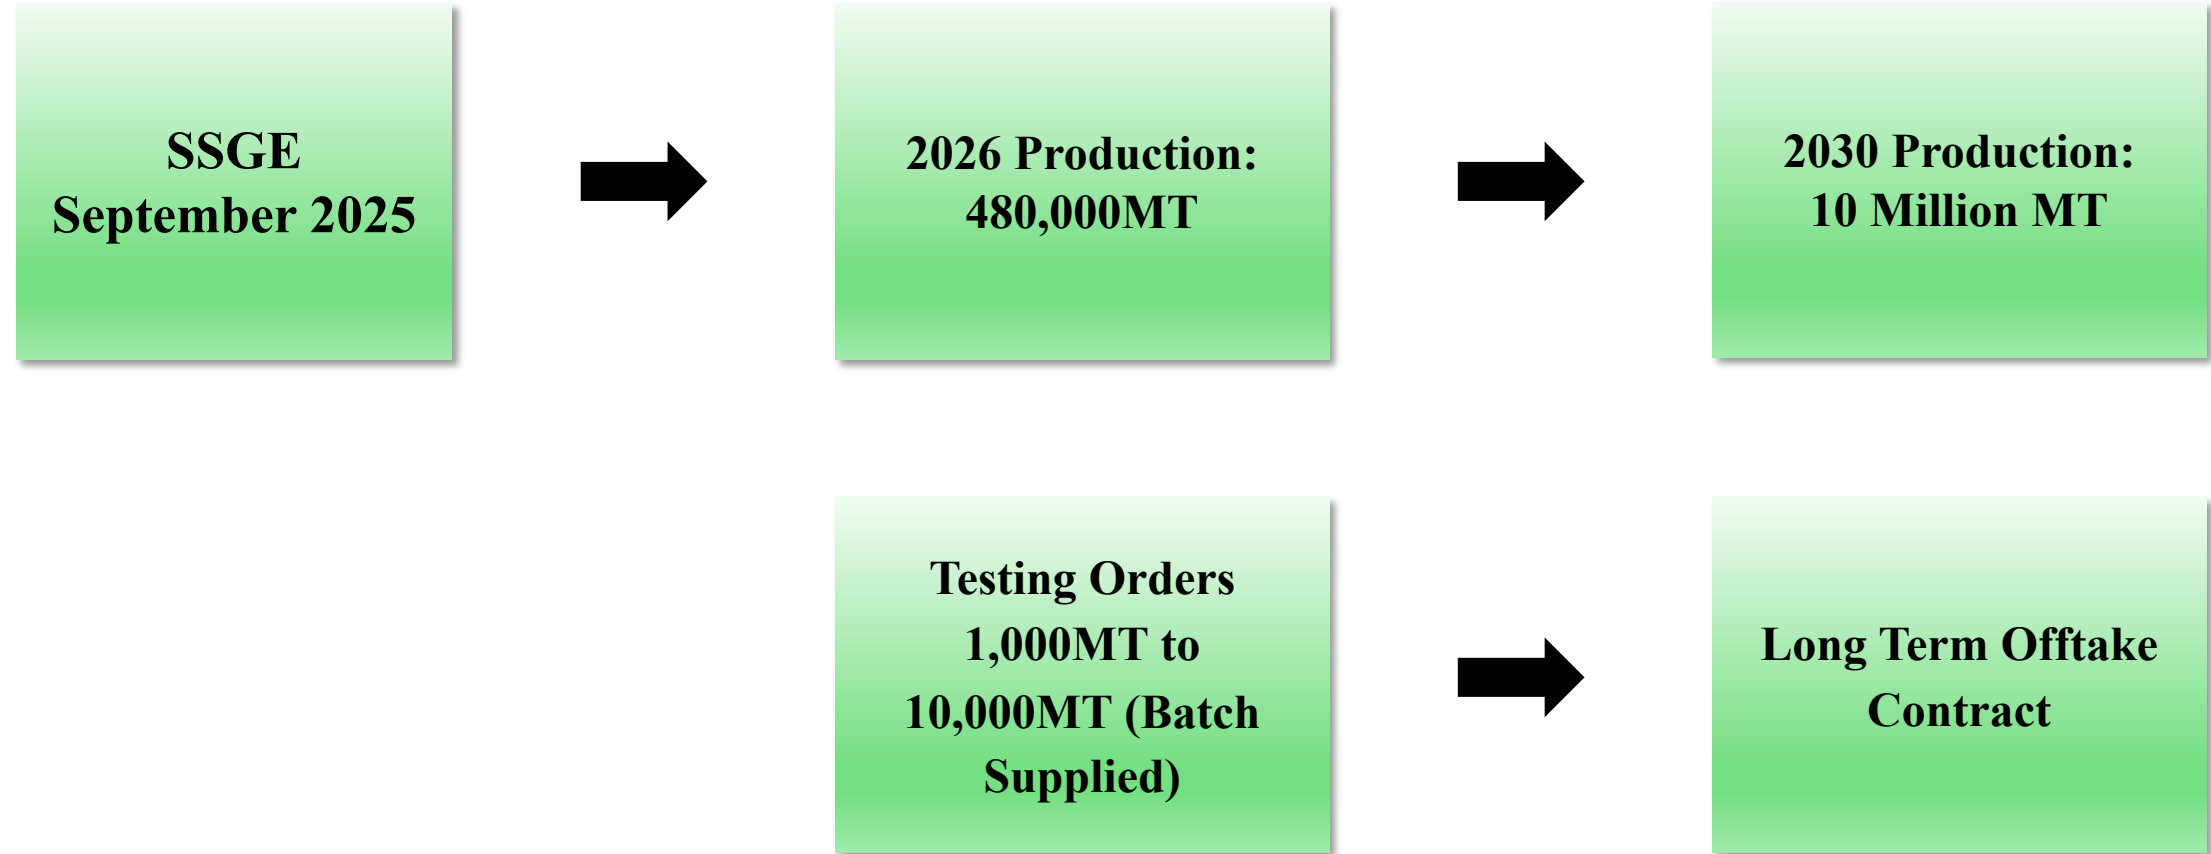 SSGE
September 2025
2026 Production:
480,000MT
2030 Production:
10 Million MT
Testing Orders
1,000MT to
10,000MT (Batch
Supplied)
Long Term Offtake
Contract